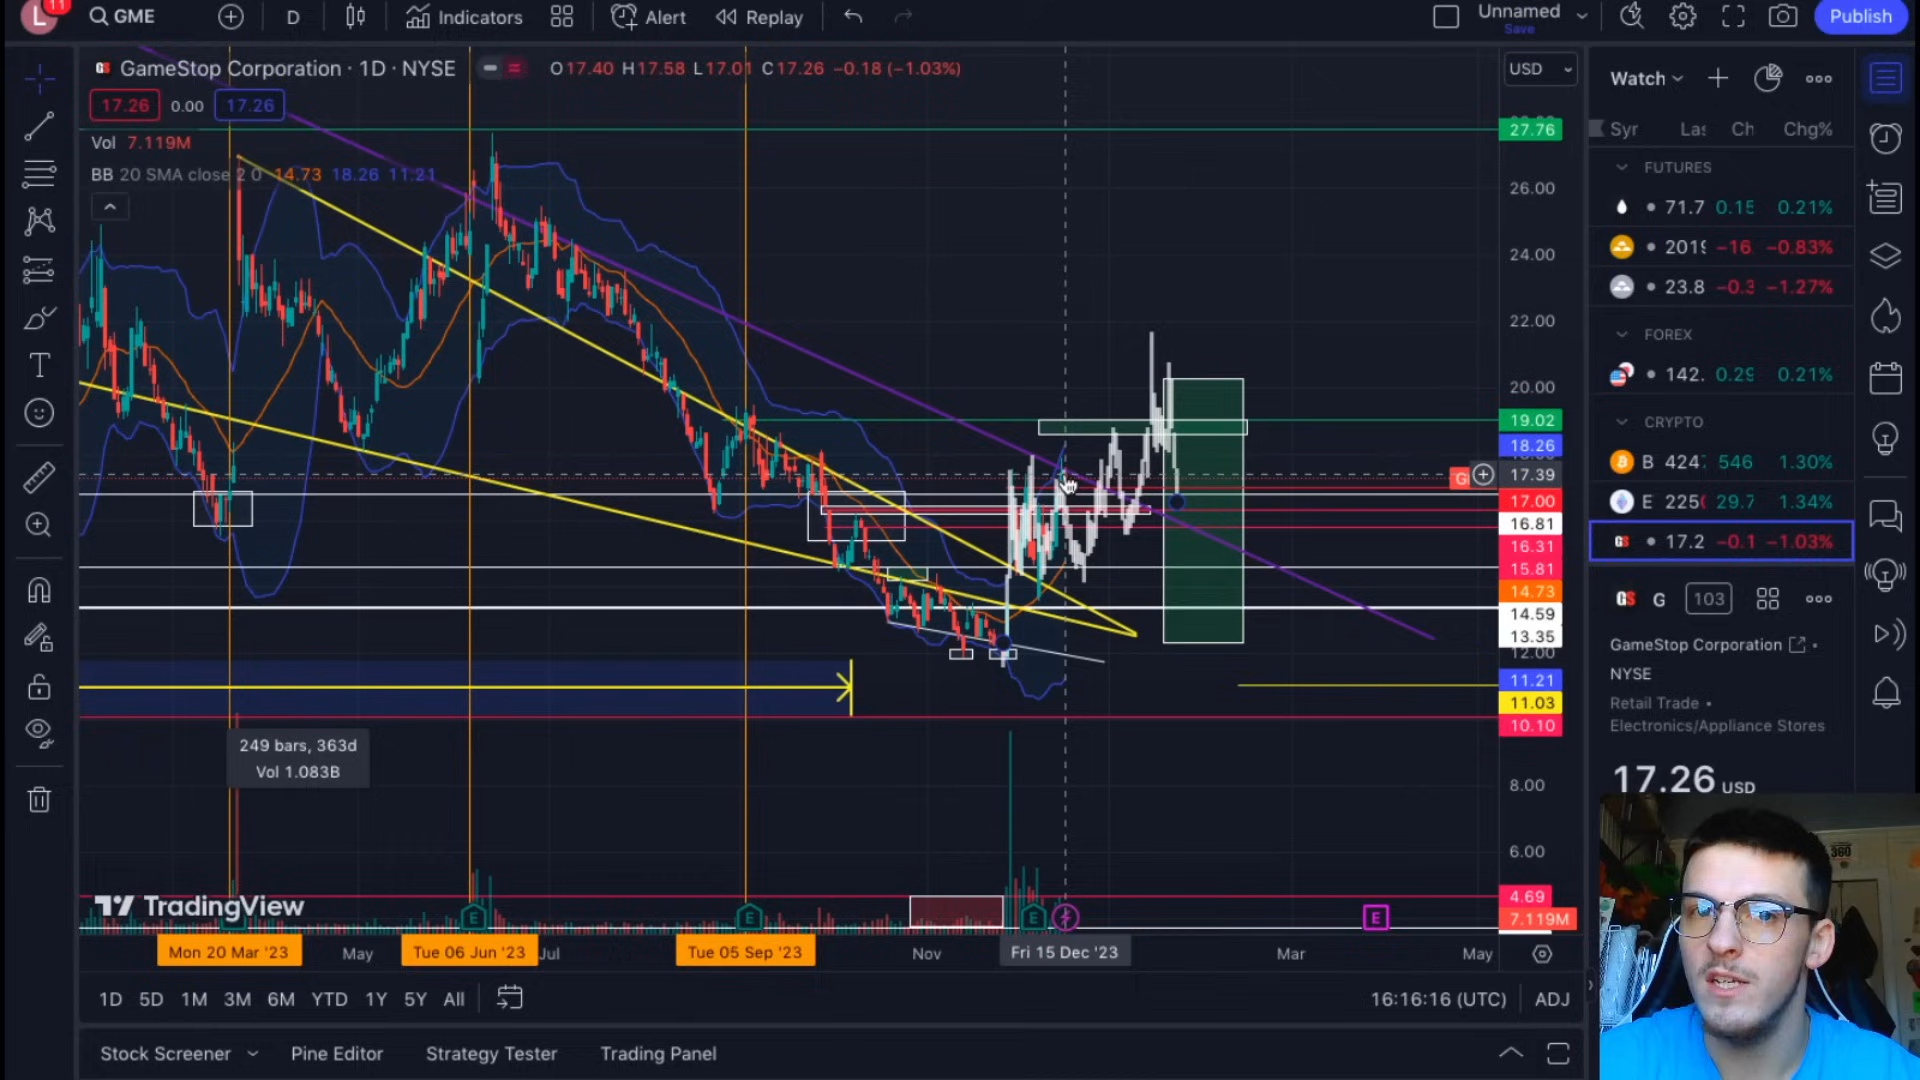 11
GME
D
Indicators
Alert
Replay
Unnamed
Save
Publish
GameStop Corporation · 1D · NYSE
O17.40 H17.58 L17.01 C17.26 −0.18 (−1.03%)
17.26 0.00 17.26
Vol 7.119M
BB 20 SMA close 2 0 14.73 18.26 11.21
USD
27.76
26.00
24.00
22.00
20.00
19.02
18.26
17.39
17.00
16.81
16.31
15.81
14.73
14.59
13.35
12.00
11.21
11.03
10.10
8.00
6.00
4.69
7.119M
249 bars, 363d
Vol 1.083B
TradingView
E
E
E
E
Mon 20 Mar '23
May
Tue 06 Jun '23
Jul
Tue 05 Sep '23
Nov
Fri 15 Dec '23
Mar
May
1D 5D 1M 3M 6M YTD 1Y 5Y All
16:16:16 (UTC)
ADJ
Stock Screener
Pine Editor
Strategy Tester
Trading Panel
Watch
Syr Las Ch Chg%
FUTURES
71.7 0.15 0.21%
2019 −16. −0.83%
23.8 −0.3 −1.27%
FOREX
142. 0.29 0.21%
CRYPTO
B 424 546 1.30%
E 225 29.7 1.34%
17.2 −0.1 −1.03%
G
103
GameStop Corporation
NYSE
Retail Trade •
Electronics/Appliance Stores
17.26 USD
360